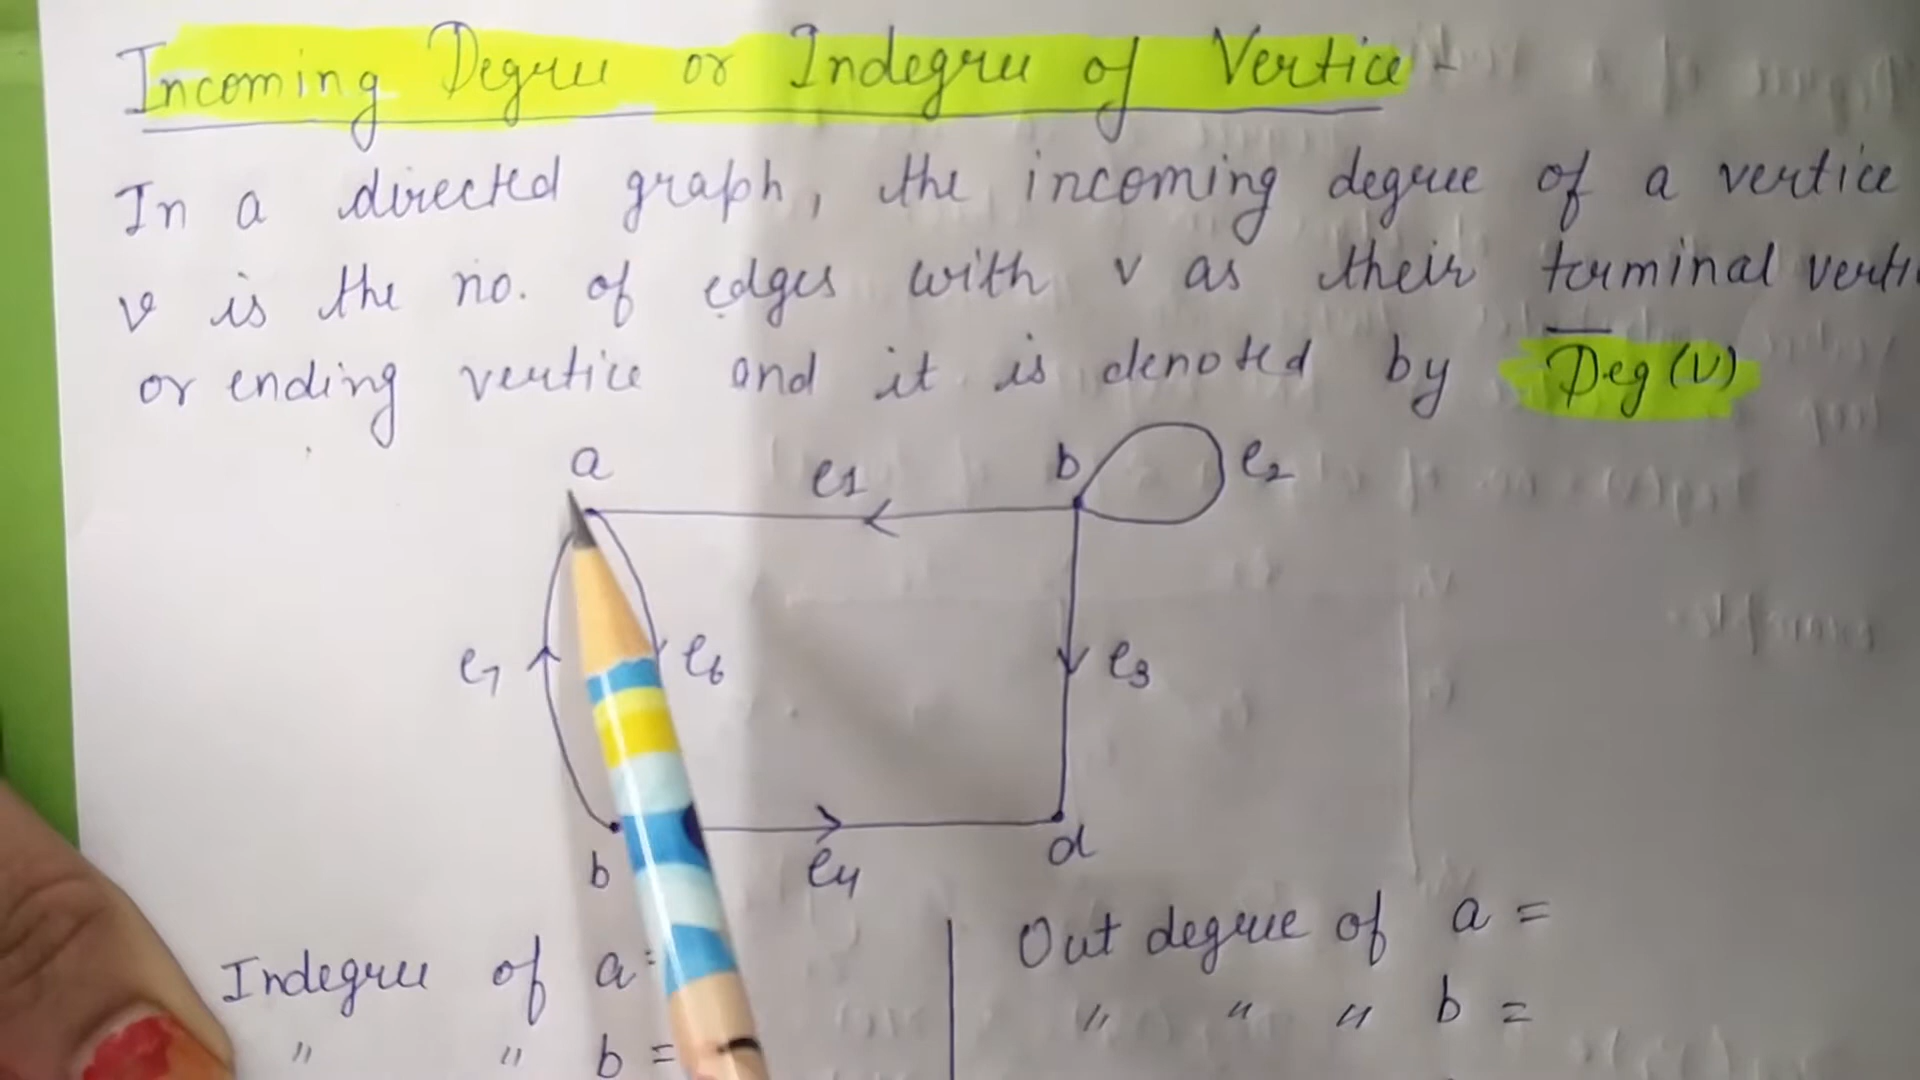 Incoming Degree or Indegree of Vertice -
In a directed graph, the incoming degree of a vertice
v is the no. of edges with v as their terminal verti
or ending vertice and it is denoted by Deg(V)
a e1 b e2
e7 e6 e3
b e4 d
Indegree of a =
" " b =
Out degree of a =
" " " b =